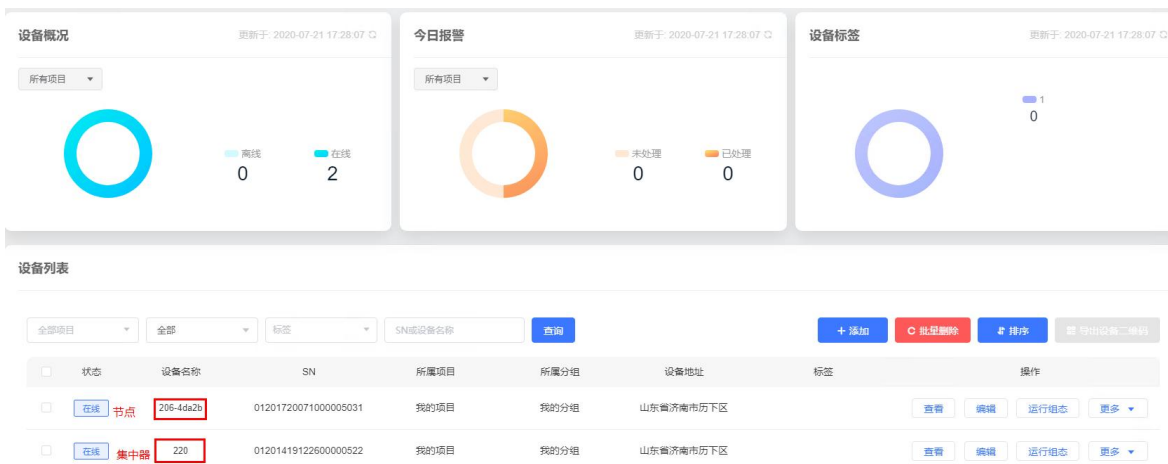 设备概况 更新于: 2020-07-21 17:28:07
今日报警 更新于: 2020-07-21 17:28:07
设备标签 更新于: 2020-07-21 17:28:07
所有项目
所有项目
离线 在线
0 2
未处理 已处理
0 0
1
0
设备列表
全部项目 全部 标签 SN或设备名称 查询 + 添加 批量删除 排序 导出设备二维码
状态 设备名称 SN 所属项目 所属分组 设备地址 标签 操作
在线 节点 206-4da2b 01201720071000005031 我的项目 我的分组 山东省济南市历下区 查看 编辑 运行组态 更多
在线 集中器 220 01201419122600000522 我的项目 我的分组 山东省济南市历下区 查看 编辑 运行组态 更多